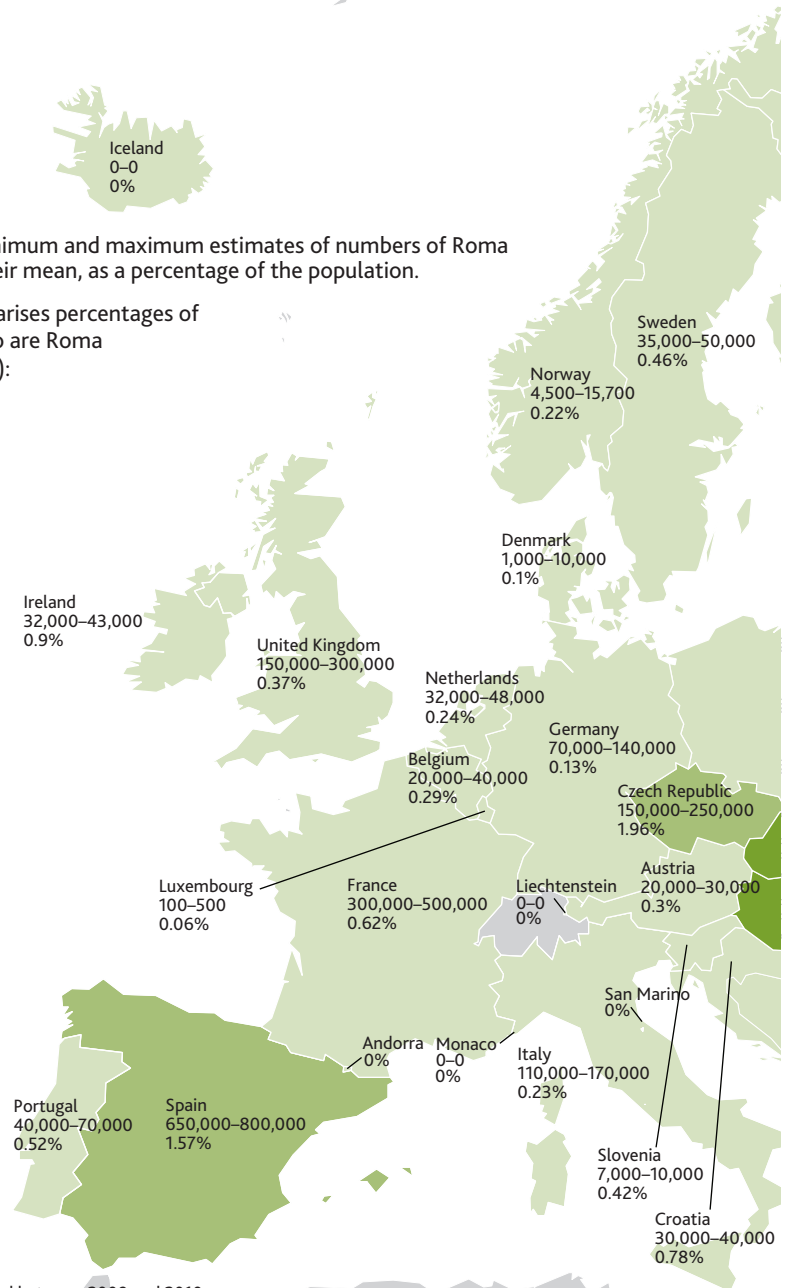 Iceland
0–0
0%
nimum and maximum estimates of numbers of Roma
eir mean, as a percentage of the population.
arises percentages of
o are Roma
):
Sweden
35,000–50,000
0.46%
Norway
4,500–15,700
0.22%
Denmark
1,000–10,000
0.1%
Ireland
32,000–43,000
0.9%
United Kingdom
150,000–300,000
0.37%
Netherlands
32,000–48,000
0.24%
Germany
70,000–140,000
0.13%
Belgium
20,000–40,000
0.29%
Czech Republic
150,000–250,000
1.96%
Austria
20,000–30,000
0.3%
Luxembourg
100–500
0.06%
France
300,000–500,000
0.62%
Liechtenstein
0–0
0%
San Marino
0%
Andorra
0%
Monaco
0–0
0%
Italy
110,000–170,000
0.23%
Portugal
40,000–70,000
0.52%
Spain
650,000–800,000
1.57%
Slovenia
7,000–10,000
0.42%
Croatia
30,000–40,000
0.78%